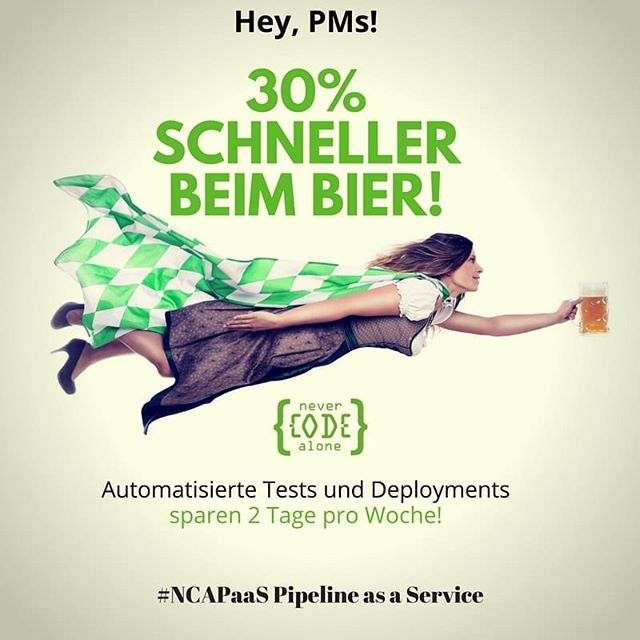 Hey, PMs!
30%
SCHNELLER
BEIM BIER!
never
{CODE}
alone
Automatisierte Tests und Deployments
sparen 2 Tage pro Woche!
#NCAPaaS Pipeline as a Service